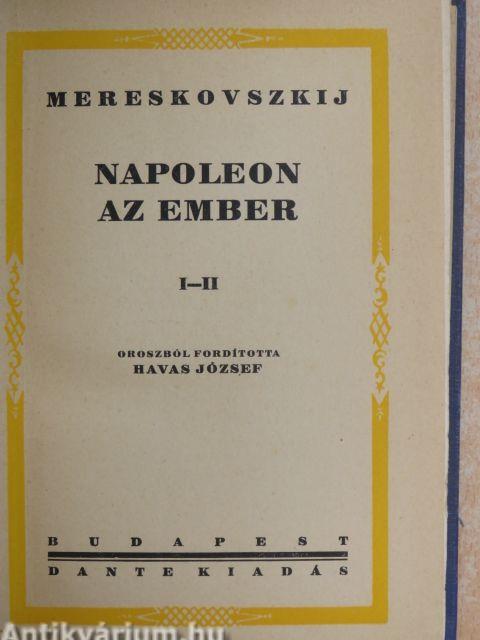 MERESKOVSZKIJ
NAPOLEON
AZ EMBER
I—II
OROSZBÓL FORDÍTOTTA
HAVAS JÓZSEF
BUDAPEST
DANTE KIADÁS
Antikvárium.hu